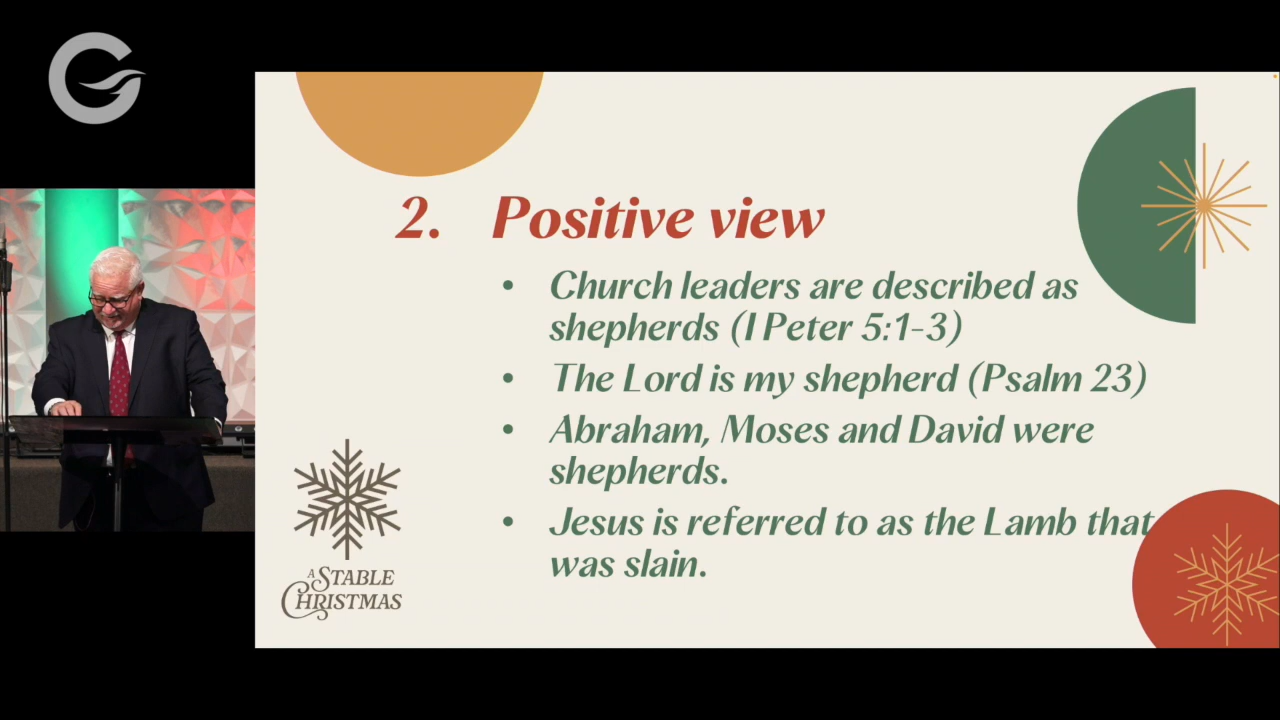 2. Positive view
• Church leaders are described as
shepherds (I Peter 5:1-3)
• The Lord is my shepherd (Psalm 23)
• Abraham, Moses and David were
shepherds.
• Jesus is referred to as the Lamb that
was slain.
A STABLE
CHRISTMAS